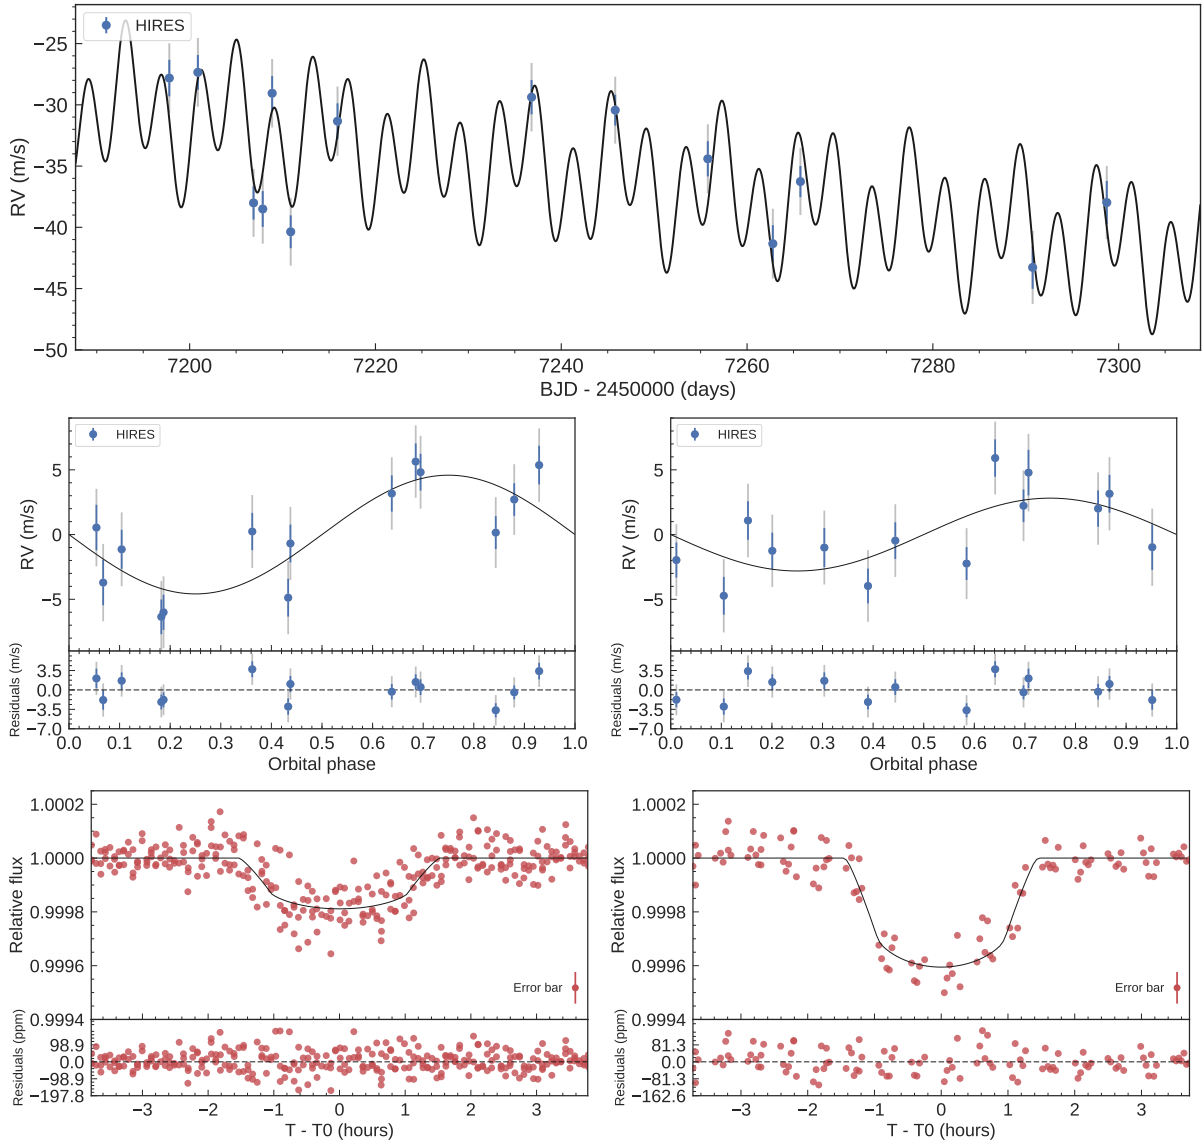 HIRES
−25
−30
−35
−40
−45
−50
RV (m/s)
7200 7220 7240 7260 7280 7300
BJD - 2450000 (days)
HIRES
5
0
−5
RV (m/s)
3.5
0.0
−3.5
−7.0
Residuals (m/s)
0.0 0.1 0.2 0.3 0.4 0.5 0.6 0.7 0.8 0.9 1.0
Orbital phase
HIRES
5
0
−5
RV (m/s)
3.5
0.0
−3.5
−7.0
Residuals (m/s)
0.0 0.1 0.2 0.3 0.4 0.5 0.6 0.7 0.8 0.9 1.0
Orbital phase
1.0002
1.0000
0.9998
0.9996
0.9994
Relative flux
Error bar
98.9
0.0
−98.9
−197.8
Residuals (ppm)
−3 −2 −1 0 1 2 3
T - T0 (hours)
1.0002
1.0000
0.9998
0.9996
0.9994
Relative flux
Error bar
81.3
0.0
−81.3
−162.6
Residuals (ppm)
−3 −2 −1 0 1 2 3
T - T0 (hours)